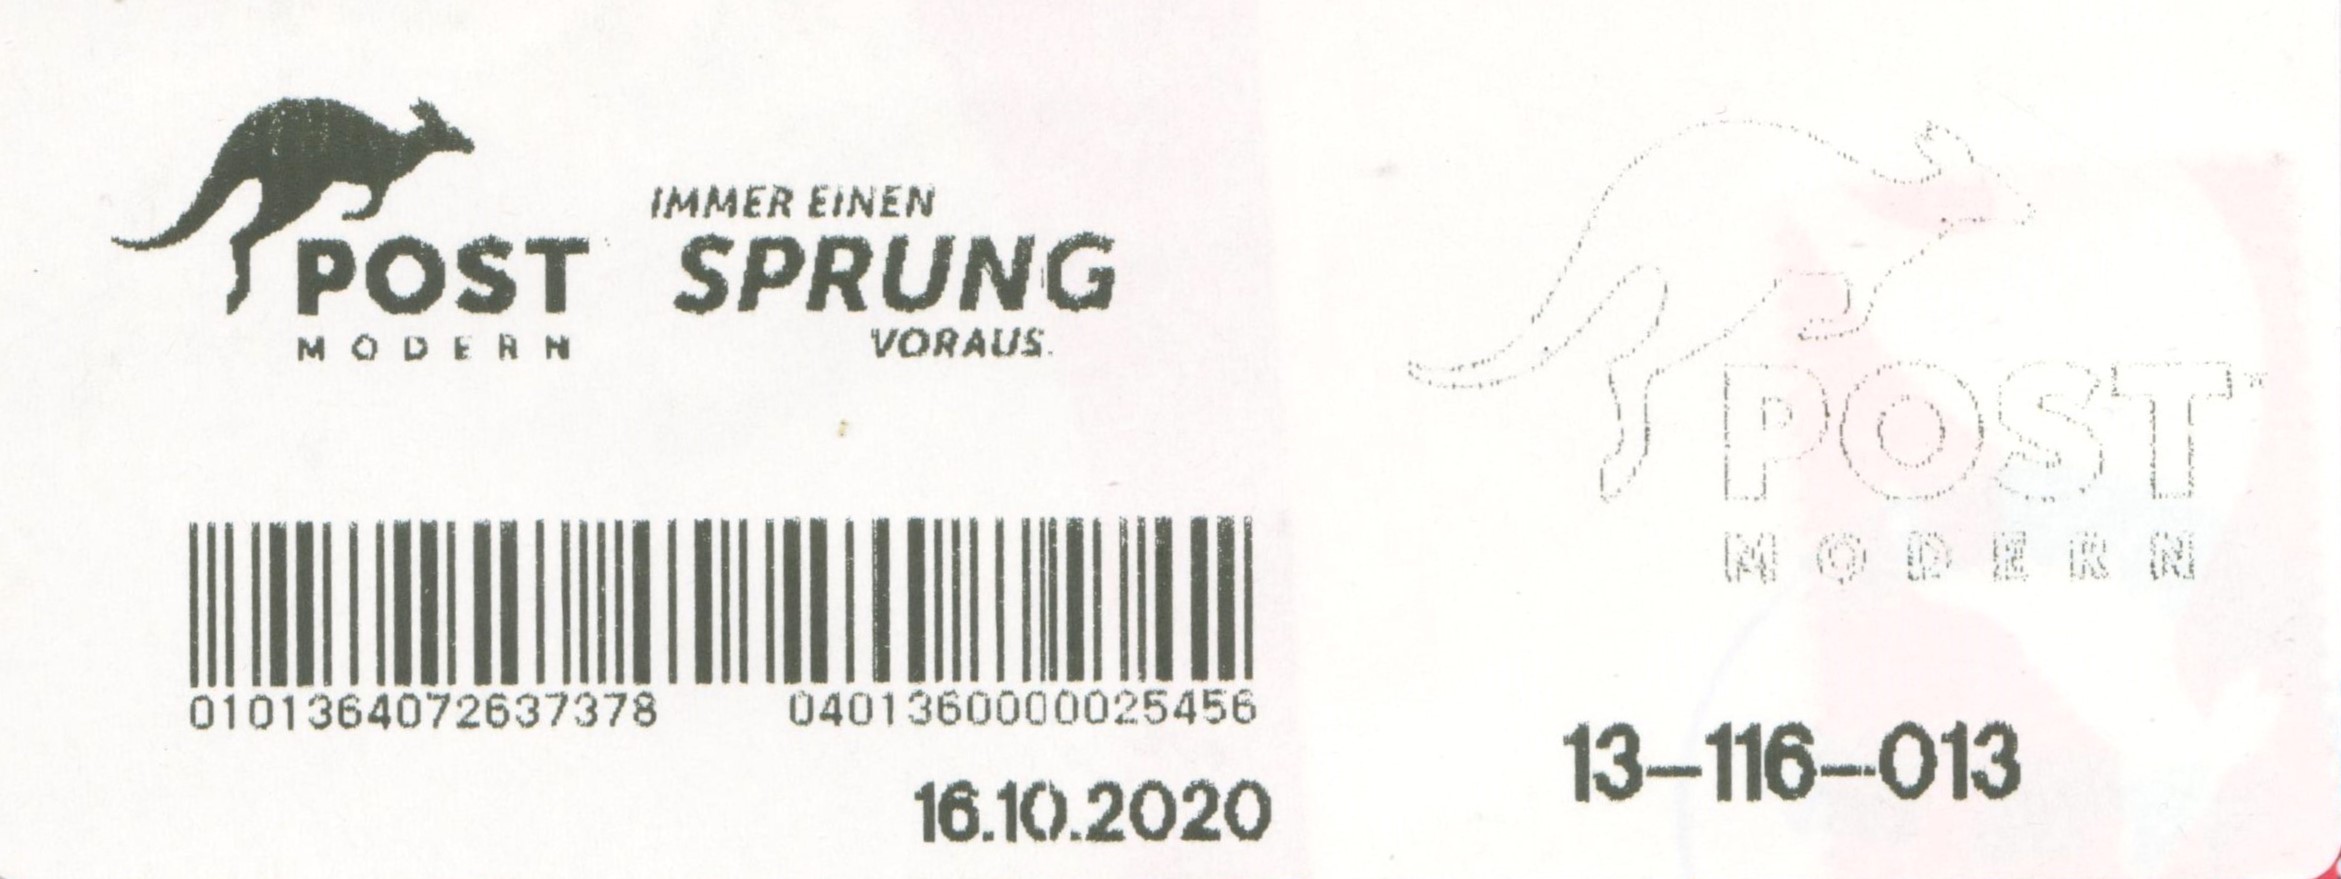 POST
MODERN
IMMER EINEN
SPRUNG
VORAUS.
0101364072637378 0401360000025456
16.10.2020
POST
MODERN
13-116-013